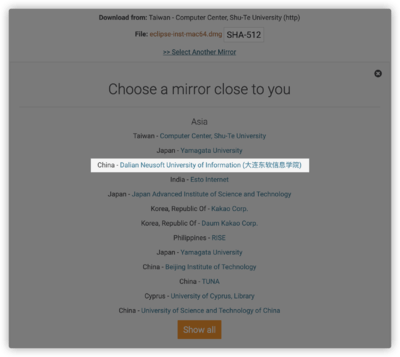 Download from: Taiwan - Computer Center, Shu-Te University (http)
File: eclipse-inst-mac64.dmg SHA-512
>> Select Another Mirror
Choose a mirror close to you
Asia
Taiwan - Computer Center, Shu-Te University
Japan - Yamagata University
China - Dalian Neusoft University of Information (大连东软信息学院)
India - Exto Internet
Japan - Japan Advanced Institute of Science and Technology
Korea, Republic Of - Kakao Corp.
Korea, Republic Of - Daum Kakao Corp.
Philippines - RISE
Japan - Yamagata University
China - Beijing Institute of Technology
China - TUNA
Cyprus - University of Cyprus, Library
China - University of Science and Technology of China
Show all